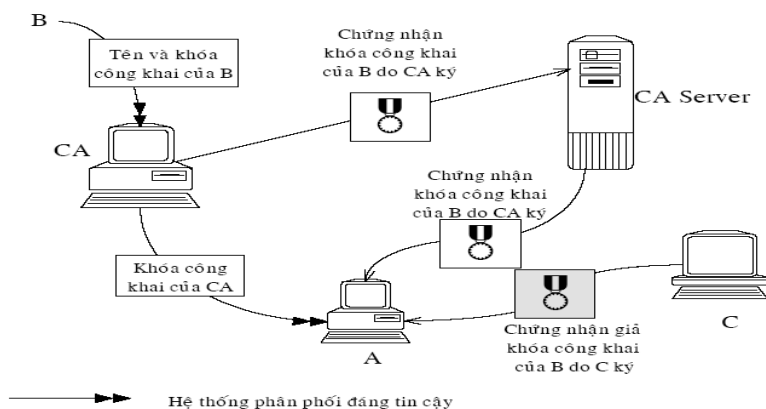 B
Tên và khóa
công khai của B
Chứng nhận
khóa công khai
của B do CA ký
CA Server
CA
Chứng nhận
khóa công khai
của B do CA ký
Khóa công
khai của CA
A
Chứng nhận giả
khóa công khai
của B do C ký
C
Hệ thống phân phối đáng tin cậy